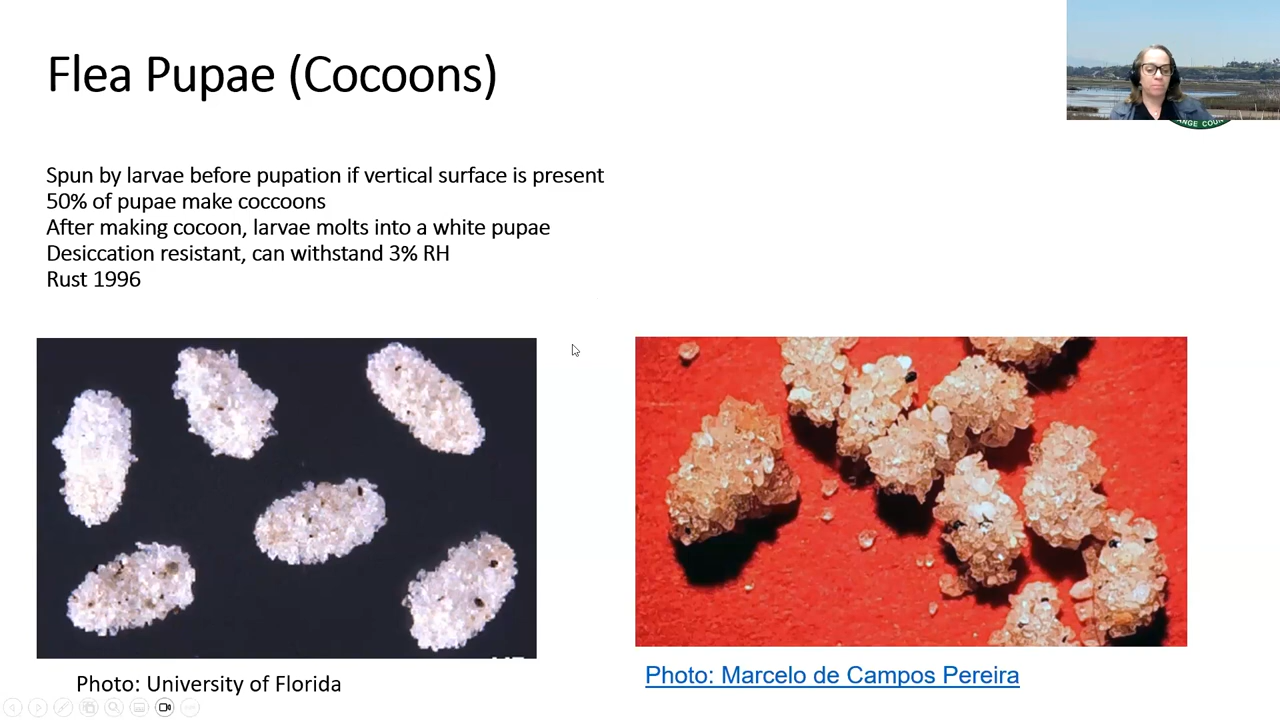 Flea Pupae (Cocoons)
Spun by larvae before pupation if vertical surface is present
50% of pupae make coccoons
After making cocoon, larvae molts into a white pupae
Desiccation resistant, can withstand 3% RH
Rust 1996
Photo: University of Florida
Photo: Marcelo de Campos Pereira